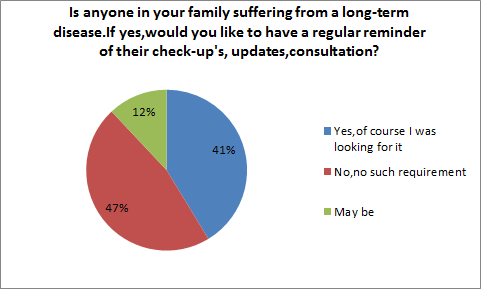 Is anyone in your family suffering from a long-term
disease.If yes,would you like to have a regular reminder
of their check-up's, updates,consultation?
12%
41%
47%
Yes,of course I was
looking for it
No,no such requirement
May be